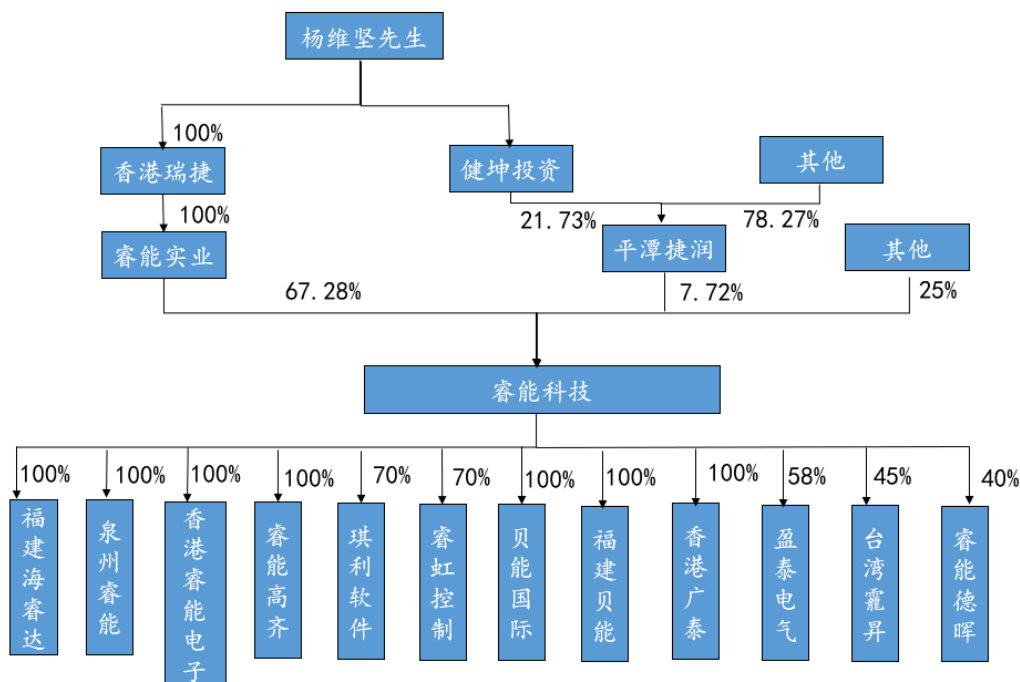 杨维坚先生
100%
香港瑞捷
健坤投资
其他
100%
21.73%
78.27%
睿能实业
平潭捷润
其他
67.28%
7.72%
25%
睿能科技
100%
100%
100%
100%
70%
70%
100%
100%
100%
58%
45%
40%
福建海睿达
泉州睿能
香港睿能电子
睿能高齐
琪利软件
睿虹控制
贝能国际
福建贝能
香港广泰
盈泰电气
台湾霳昇
睿能德晖